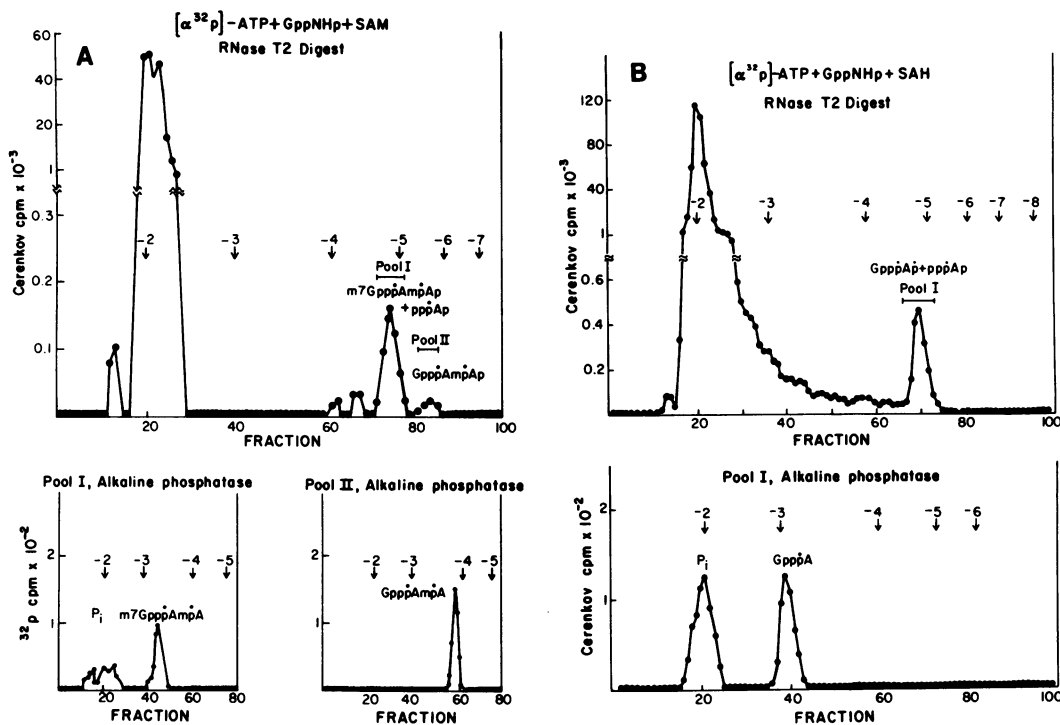 A
[α³²p]-ATP+GppNHp+SAM
RNase T2 Digest
Cerenkov cpm x 10⁻³
60
40
20
1
0.3
0.2
0.1
-2 -3 -4 -5 -6 -7
Pool I
m7GpppAmpAp
+pppAp
Pool II
GpppAmpAp
20 40 60 80 100
FRACTION
B
[α³²p]-ATP+GppNHp+SAH
RNase T2 Digest
Cerenkov cpm x 10⁻³
120
80
40
1
0.6
0.4
0.2
-2 -3 -4 -5 -6 -7 -8
GpppAp+pppAp
Pool I
20 40 60 80 100
FRACTION
Pool I, Alkaline phosphatase
³²p cpm x 10⁻²
2
1
-2 -3 -4 -5
Pi m7GpppAmpA
20 40 60 80
FRACTION
Pool II, Alkaline phosphatase
2
1
-2 -3 -4 -5
GpppAmpA
20 40 60 80
FRACTION
Pool I, Alkaline phosphatase
Cerenkov cpm x 10⁻²
2
1
-2 -3 -4 -5 -6
Pi GpppA
20 40 60 80 100
FRACTION